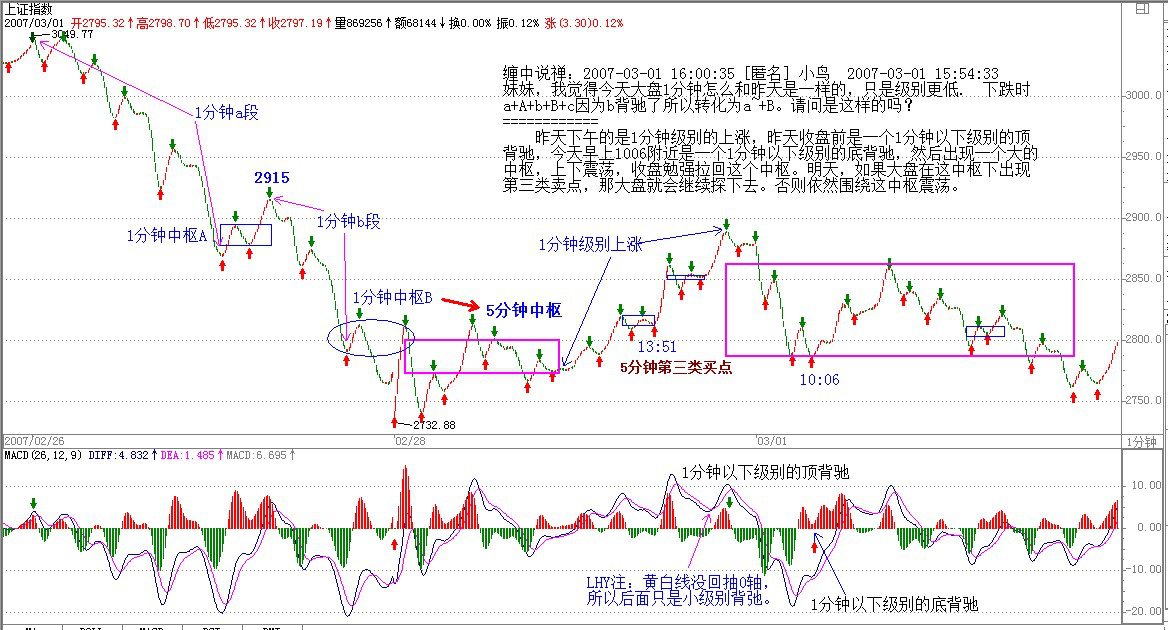 上证指数
2007/03/01 开2795.32↑高2798.70↑低2795.32↑收2797.19↑量869256↑额68144↓换0.00% 振0.12% 涨(3.30)0.12%
3049.77
缠中说禅：2007-03-01 16:00:35 [匿名] 小鸟 2007-03-01 15:54:33
妹妹，我觉得今天大盘1分钟怎么和昨天是一样的，只是级别更低． 下跌时
a+A+b+B+c因为b背驰了所以转化为a^+B。请问是这样的吗？
============
昨天下午的是1分钟级别的上涨，昨天收盘前是一个1分钟以下级别的顶
背驰，今天早上1006附近是一个1分钟以下级别的底背驰，然后出现一个大的
中枢，上下震荡，收盘勉强拉回这个中枢。明天，如果大盘在这中枢下出现
第三类卖点，那大盘就会继续探下去。否则依然围绕这中枢震荡。
1分钟a段
2915
1分钟b段
1分钟中枢A
1分钟级别上涨
1分钟中枢B
5分钟中枢
13:51
5分钟第三类买点
10:06
2732.88
3000.0
2950.0
2900.0
2850.0
2800.0
2750.0
2007/02/26
02/28
03/01
1分钟
MACD(26,12,9) DIFF:4.832↑DEA:1.485↑MACD:6.695↑
1分钟以下级别的顶背驰
LHY注：黄白线没回抽0轴，
所以后面只是小级别背驰。
1分钟以下级别的底背驰
10.00
0.00
-10.00
-20.00